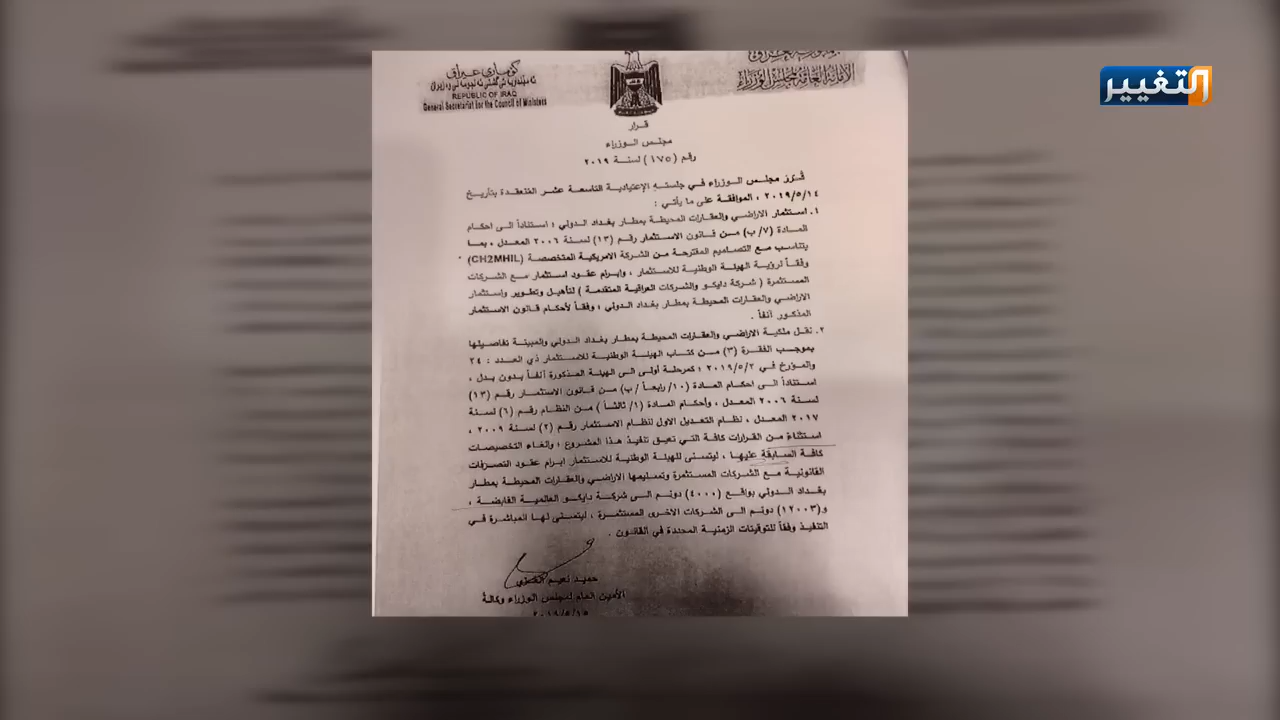 التغيير
كوماري عيراق
REPUBLIC OF IRAQ
General Secretariat for the Council of Ministers
جمهورية العراق
الأمانة العامة لمجلس الوزراء
قرار
مجلس الوزراء
رقم (١٧٥) لسنة ٢٠١٩
قرر مجلس الوزراء في جلسته الإعتيادية التاسعة عشر المنعقدة بتأريخ
٢٠١٩/٥/١٤ ، الموافقة على ما يأتي :
١. استثمار الاراضي والعقارات المحيطة بمطار بغداد الدولي ؛ استناداً الى احكام
المادة (٧/ ب) من قانون الاستثمار رقم (١٣) لسنة ٢٠٠٦ المعدل ، بما
يتناسب مع التصاميم المقترحة من الشركة الامريكية المتخصصة (CH2MHIL)
وفقاً لرؤية الهيئة الوطنية للاستثمار ، وابرام عقود استثمار مع الشركات
المستثمرة ( شركة دايكو والشركات العراقية المتقدمة ) لتأهيل وتطوير واستثمار
الاراضي والعقارات المحيطة بمطار بغداد الدولي ؛ وفقاً لأحكام قانون الاستثمار
المذكور آنفاً .
٢. نقل ملكية الاراضي والعقارات المحيطة بمطار بغداد الدولي والمبينة تفاصيلها
بموجب الفقرة (٣) من كتاب الهيئة الوطنية للاستثمار ذي العدد : ٢٤
والمؤرخ في ٢٠١٩/٥/٢ ؛ كمرحلة أولى الى الهيئة المذكورة آنفاً بدون بدل ،
استناداً الى احكام المادة (١٠/ رابعاً / ب) من قانون الاستثمار رقم (١٣)
لسنة ٢٠٠٦ المعدل ، وأحكام المادة (١/ ثالثاً ) من النظام رقم (٦) لسنة
٢٠١٧ المعدل ، نظام التعديل الاول لنظام الاستثمار رقم (٢) لسنة ٢٠٠٩ ،
استثناءً من القرارات كافة التي تعيق تنفيذ هذا المشروع ؛ وإلغاء التخصيصات
كافة السابقة عليها ، ليتسنى للهيئة الوطنية للاستثمار ابرام عقود التصرفات
القانونية مع الشركات المستثمرة وتسليمها الاراضي والعقارات المحيطة بمطار
بغداد الدولي بواقع (٤٠٠٠) دونم الى شركة دايكو العالمية القابضة ،
و(١٢٠٠٣) دونم الى الشركات الاخرى المستثمرة ، ليتسنى لها المباشرة في
التنفيذ وفقاً للتوقيتات الزمنية المحددة في القانون .
حميد نعيم الغزي
الأمين العام لمجلس الوزراء وكالة
٢٠١٩/٥/١٥